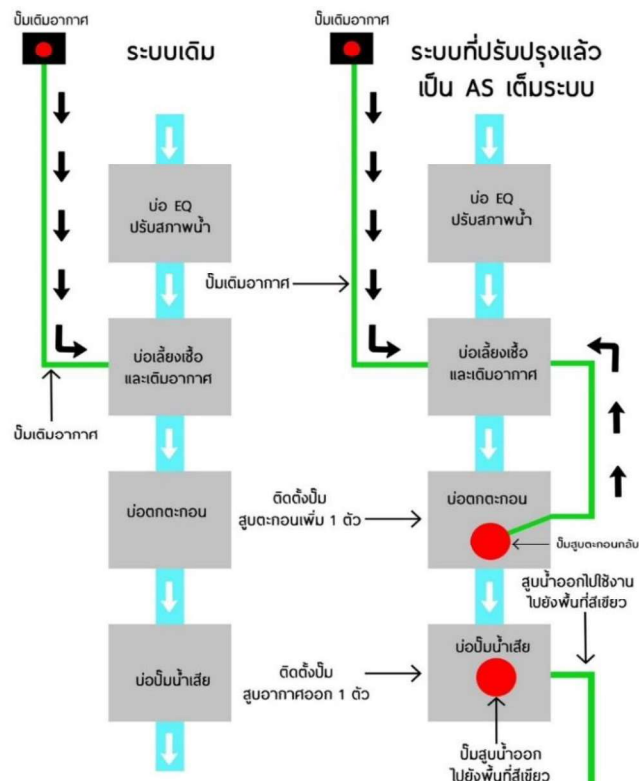 ปั๊มเติมอากาศ
ระบบเดิม
บ่อ EQ
ปรับสภาพน้ำ
บ่อเลี้ยงเชื้อ
และเติมอากาศ
ปั๊มเติมอากาศ
บ่อตกตะกอน
บ่อปั๊มน้ำเสีย
ปั๊มเติมอากาศ
ระบบที่ปรับปรุงแล้ว
เป็น AS เต็มระบบ
บ่อ EQ
ปรับสภาพน้ำ
ปั๊มเติมอากาศ
บ่อเลี้ยงเชื้อ
และเติมอากาศ
ติดตั้งปั๊ม
สูบตะกอนเพิ่ม 1 ตัว
บ่อตกตะกอน
ปั๊มสูบตะกอนกลับ
สูบน้ำออกไปใช้งาน
ไปยังพื้นที่สีเขียว
ติดตั้งปั๊ม
สูบอากาศออก 1 ตัว
บ่อปั๊มน้ำเสีย
ปั๊มสูบน้ำออก
ไปยังพื้นที่สีเขียว